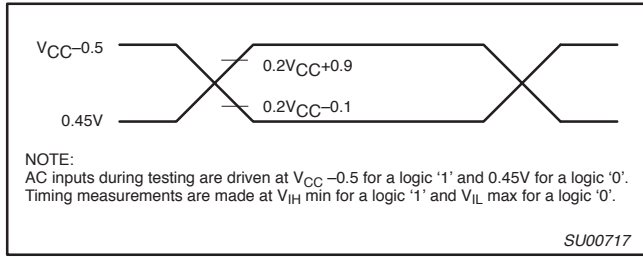 VCC–0.5
0.2VCC+0.9
0.2VCC–0.1
0.45V
NOTE:
AC inputs during testing are driven at VCC –0.5 for a logic ‘1’ and 0.45V for a logic ‘0’.
Timing measurements are made at VIH min for a logic ‘1’ and VIL max for a logic ‘0’.
SU00717